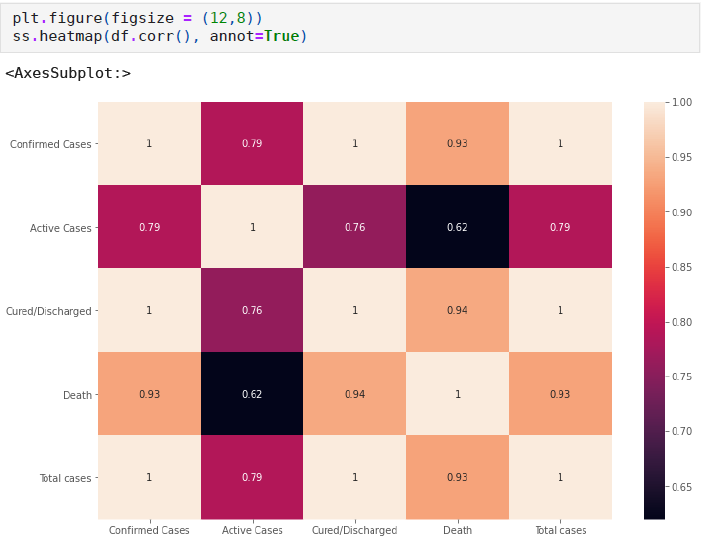 plt.figure(figsize = (12,8))
ss.heatmap(df.corr(), annot=True)
<AxesSubplot:>
Confirmed Cases 1 0.79 1 0.93 1
Active Cases 0.79 1 0.76 0.62 0.79
Cured/Discharged 1 0.76 1 0.94 1
Death 0.93 0.62 0.94 1 0.93
Total cases 1 0.79 1 0.93 1
Confirmed Cases Active Cases Cured/Discharged Death Total cases
1.00
0.95
0.90
0.85
0.80
0.75
0.70
0.65